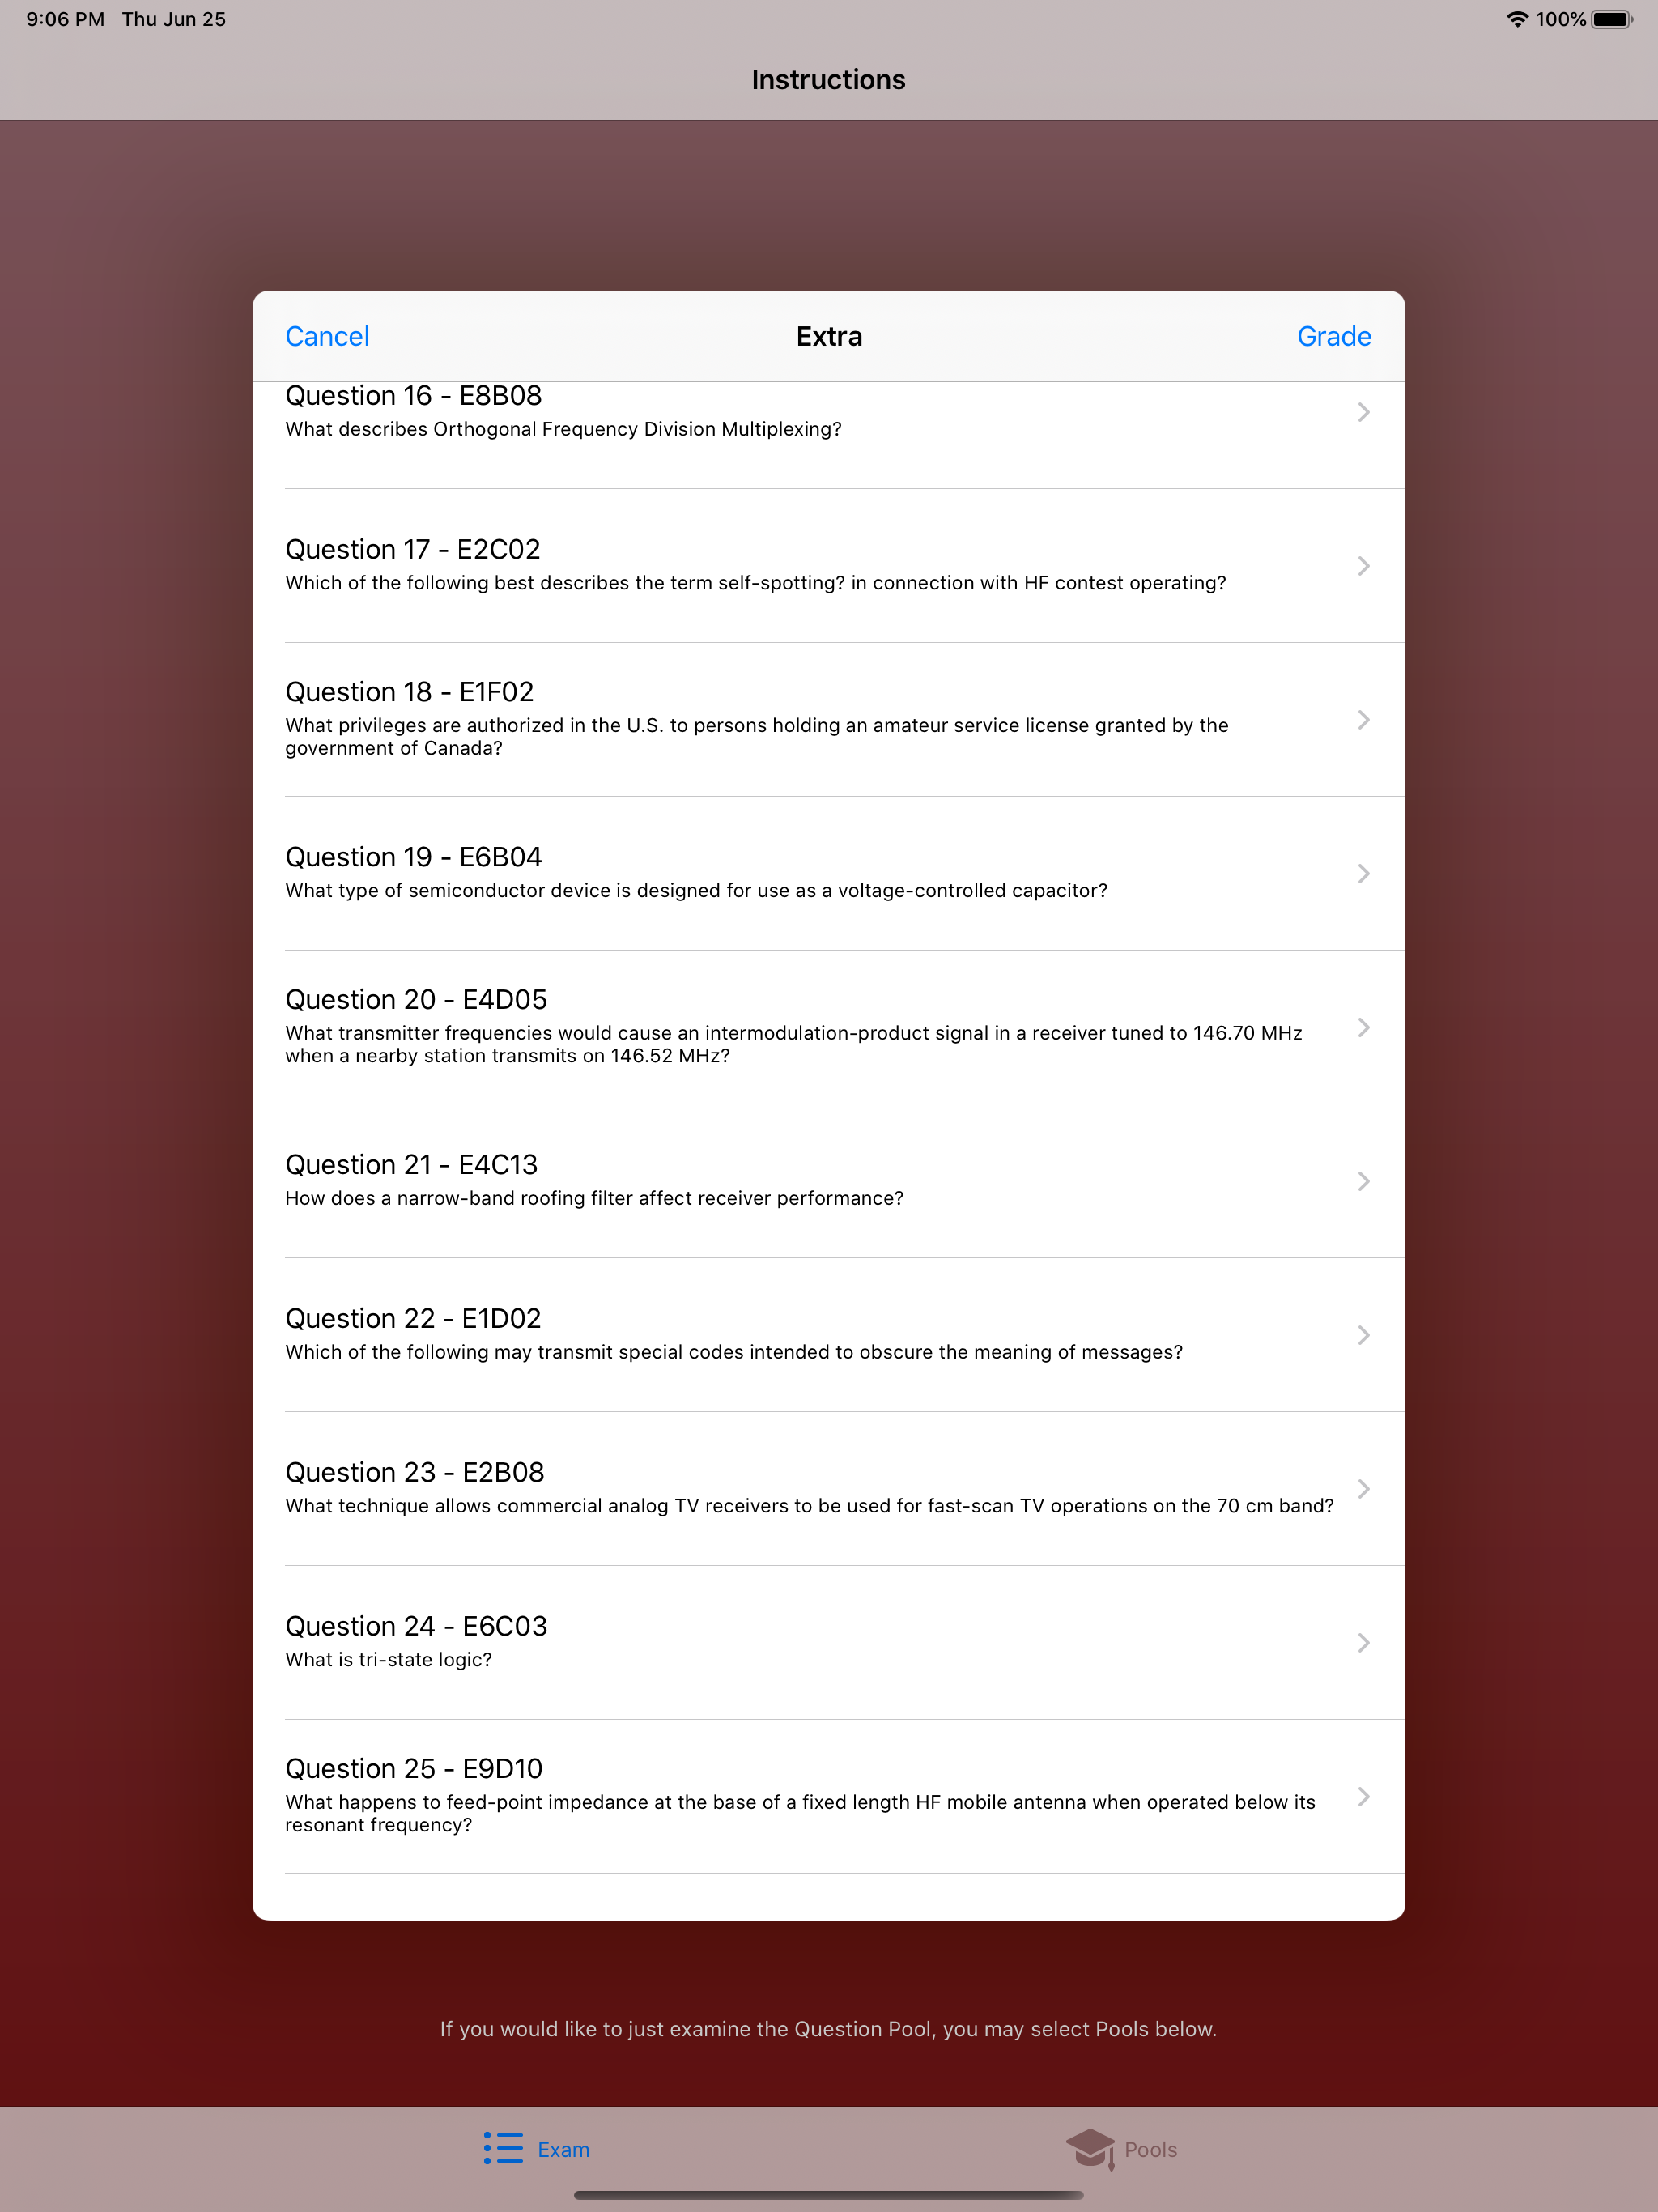 9:06 PM Thu Jun 25
100%
Instructions
Cancel
Extra
Grade
Question 16 - E8B08
What describes Orthogonal Frequency Division Multiplexing?
Question 17 - E2C02
Which of the following best describes the term self-spotting? in connection with HF contest operating?
Question 18 - E1F02
What privileges are authorized in the U.S. to persons holding an amateur service license granted by the
government of Canada?
Question 19 - E6B04
What type of semiconductor device is designed for use as a voltage-controlled capacitor?
Question 20 - E4D05
What transmitter frequencies would cause an intermodulation-product signal in a receiver tuned to 146.70 MHz
when a nearby station transmits on 146.52 MHz?
Question 21 - E4C13
How does a narrow-band roofing filter affect receiver performance?
Question 22 - E1D02
Which of the following may transmit special codes intended to obscure the meaning of messages?
Question 23 - E2B08
What technique allows commercial analog TV receivers to be used for fast-scan TV operations on the 70 cm band?
Question 24 - E6C03
What is tri-state logic?
Question 25 - E9D10
What happens to feed-point impedance at the base of a fixed length HF mobile antenna when operated below its
resonant frequency?
If you would like to just examine the Question Pool, you may select Pools below.
Exam
Pools